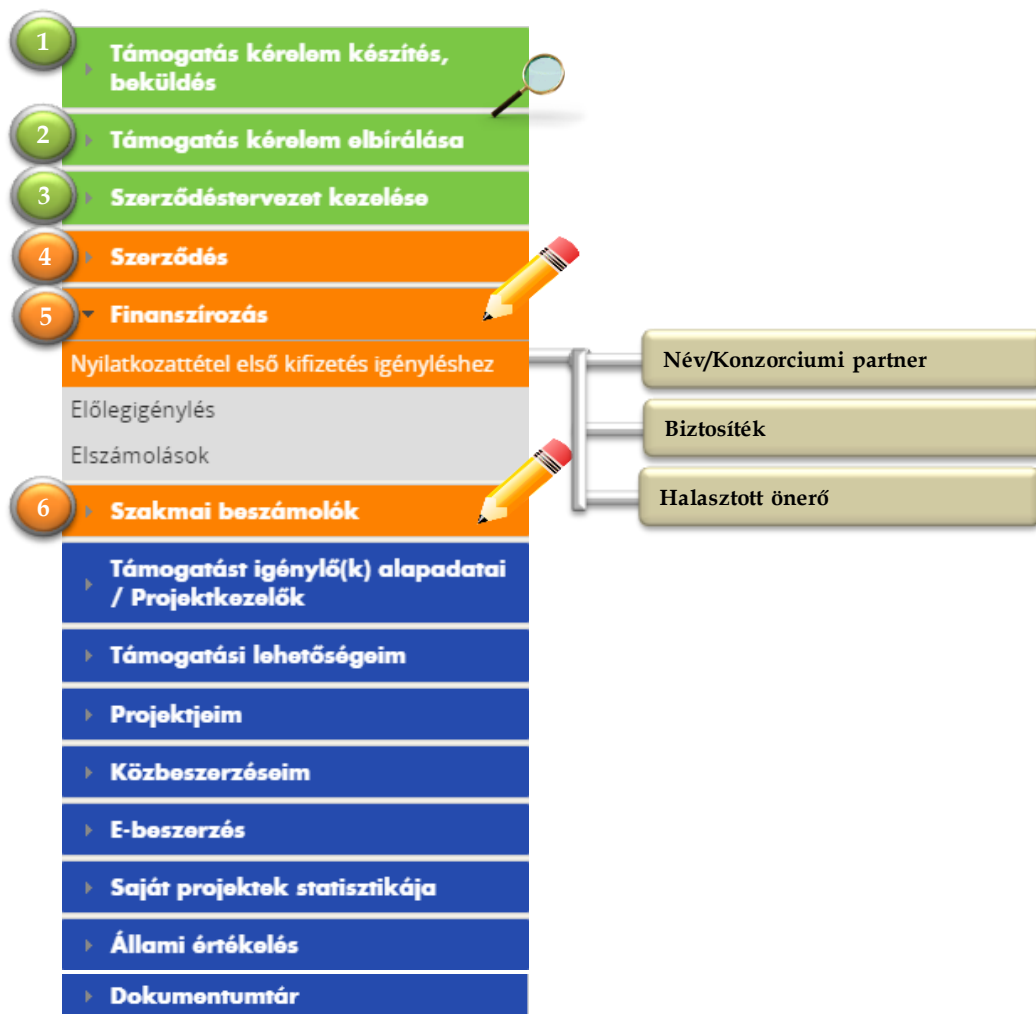 1
Támogatás kérelem készítés,
beküldés
2
Támogatás kérelem elbírálása
3
Szerződéstervezet kezelése
4
Szerződés
5
Finanszírozás
Nyilatkozattétel első kifizetés igényléshez
Név/Konzorciumi partner
Előlegigénylés
Biztosíték
Elszámolások
Halasztott önerő
6
Szakmai beszámolók
Támogatást igénylő(k) alapadatai
/ Projektkezelők
Támogatási lehetőségeim
Projektjeim
Közbeszerzéseim
E-beszerzés
Saját projektek statisztikája
Állami értékelés
Dokumentumtár